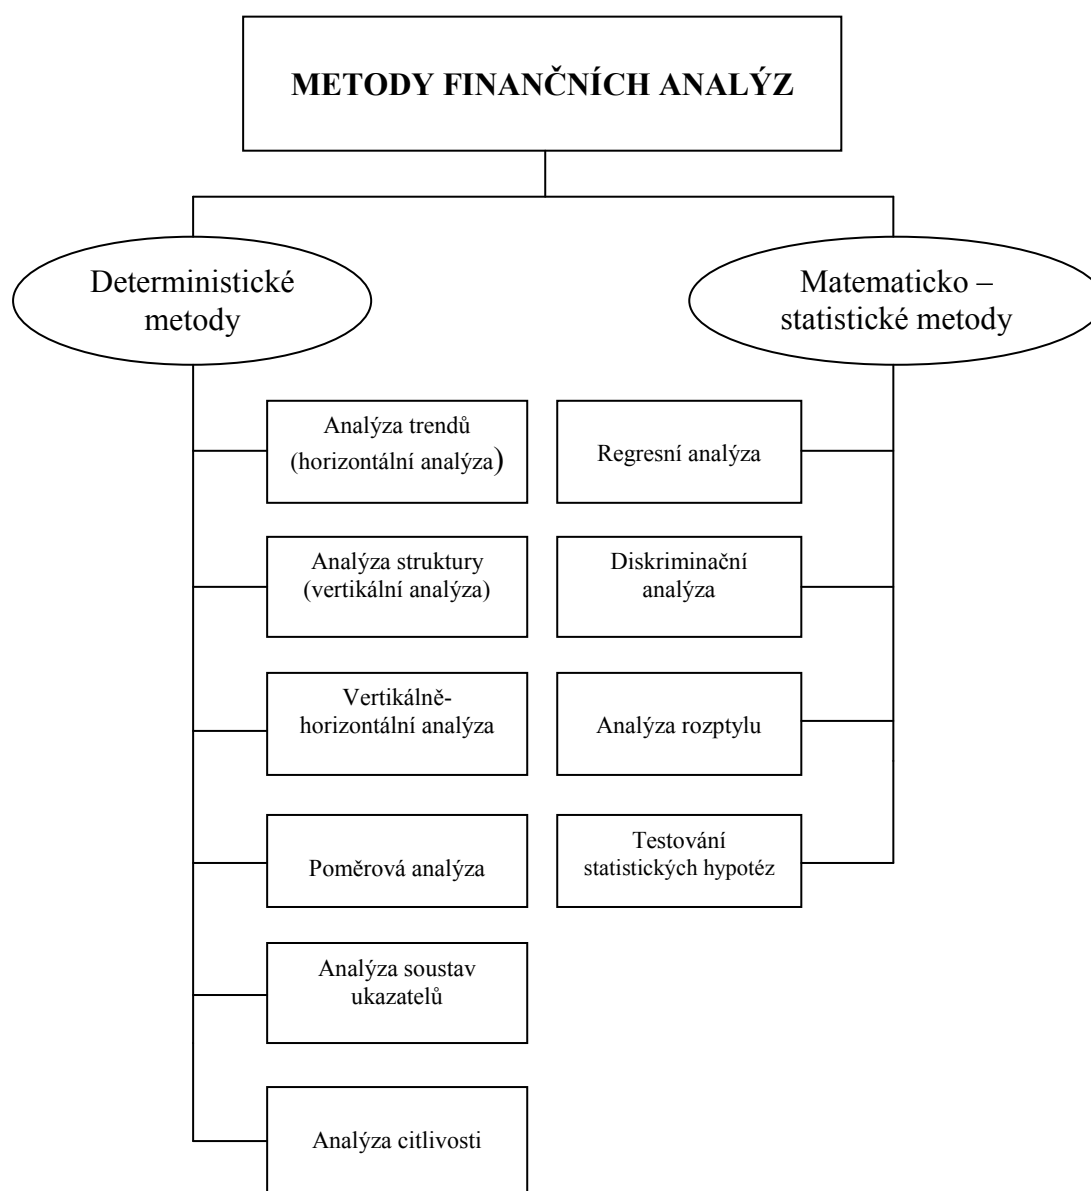 METODY FINANČNÍCH ANALÝZ
Deterministické
metody
Matematicko –
statistické metody
Analýza trendů
(horizontální analýza)
Regresní analýza
Analýza struktury
(vertikální analýza)
Diskriminační
analýza
Vertikálně-
horizontální analýza
Analýza rozptylu
Poměrová analýza
Testování
statistických hypotéz
Analýza soustav
ukazatelů
Analýza citlivosti